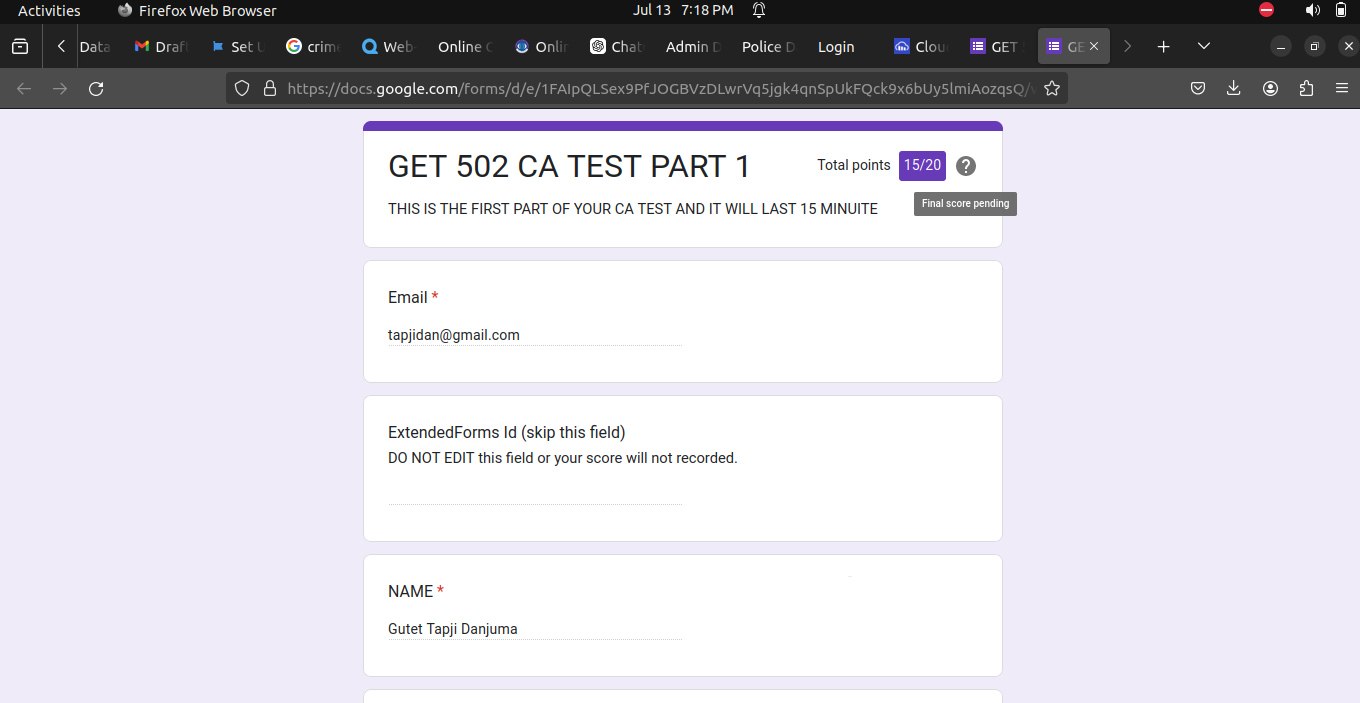 Activities
Firefox Web Browser
Jul 13 7:18 PM
Data
Draf
Set U
crime
Web-
Online C
Onlin
Chat
Admin D
Police D
Login
Clou
GET
GE
https://docs.google.com/forms/d/e/1FAIpQLSex9PfJOGBVzDLwrVq5jgk4qnSpUkFQck9x6bUy5lmiAozqsQ/v
GET 502 CA TEST PART 1
Total points 15/20
Final score pending
THIS IS THE FIRST PART OF YOUR CA TEST AND IT WILL LAST 15 MINUITE
Email *
tapjidan@gmail.com
ExtendedForms Id (skip this field)
DO NOT EDIT this field or your score will not recorded.
NAME *
Gutet Tapji Danjuma